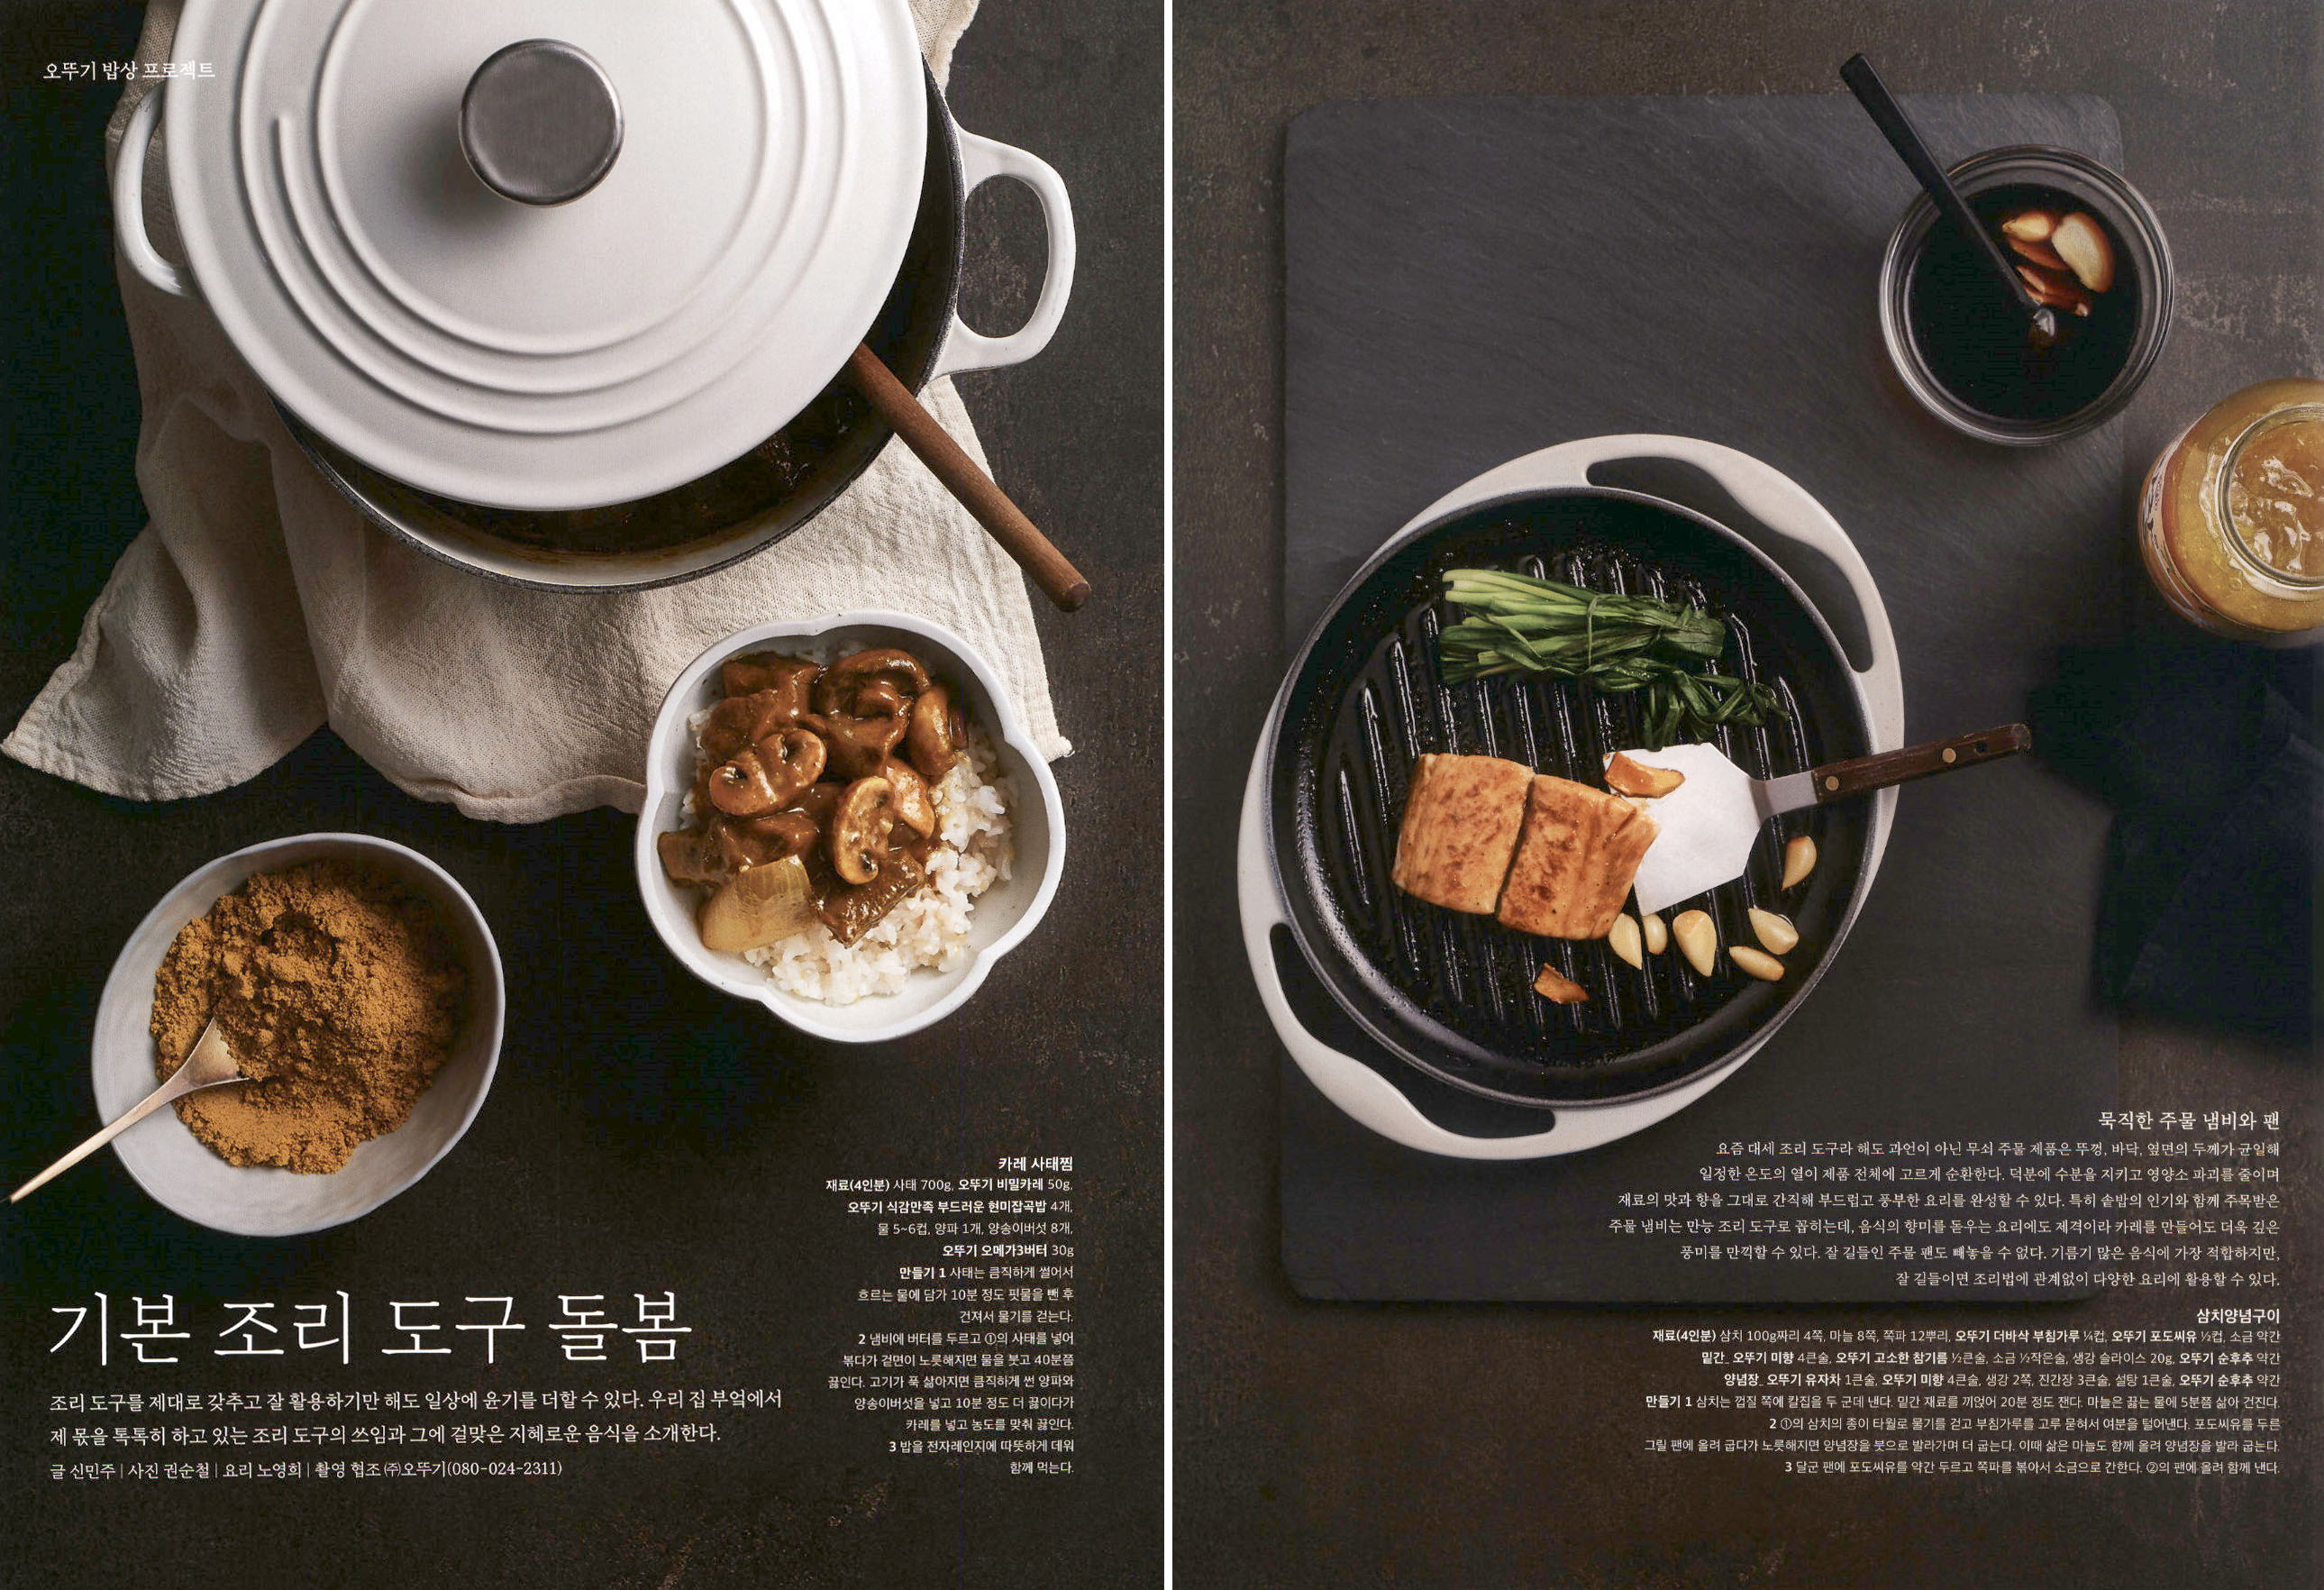 오뚜기 밥상 프로젝트
기본 조리 도구 돌봄
조리 도구를 제대로 갖추고 잘 활용하기만 해도 일상에 윤기를 더할 수 있다. 우리 집 부엌에서
제 몫을 톡톡히 하고 있는 조리 도구의 쓰임과 그에 걸맞은 지혜로운 음식을 소개한다.
글 신민주 | 사진 권순철 | 요리 노영희 | 촬영 협조 ㈜오뚜기(080-024-2311)
카레 사태찜
재료(4인분) 사태 700g, 오뚜기 비밀카레 50g,
오뚜기 식감만족 부드러운 현미잡곡밥 4개,
물 5~6컵, 양파 1개, 양송이버섯 8개,
오뚜기 오메가3버터 30g
만들기 1 사태는 큼직하게 썰어서
흐르는 물에 담가 10분 정도 핏물을 뺀 후
건져서 물기를 걷는다.
2 냄비에 버터를 두르고 ①의 사태를 넣어
볶다가 겉면이 노릇해지면 물을 붓고 40분쯤
끓인다. 고기가 푹 삶아지면 큼직하게 썬 양파와
양송이버섯을 넣고 10분 정도 더 끓이다가
카레를 넣고 농도를 맞춰 끓인다.
3 밥을 전자레인지에 따뜻하게 데워
함께 먹는다.
묵직한 주물 냄비와 팬
요즘 대세 조리 도구라 해도 과언이 아닌 무쇠 주물 제품은 뚜껑, 바닥, 옆면의 두께가 균일해
일정한 온도의 열이 제품 전체에 고르게 순환한다. 덕분에 수분을 지키고 영양소 파괴를 줄이며
재료의 맛과 향을 그대로 간직해 부드럽고 풍부한 요리를 완성할 수 있다. 특히 솥밥의 인기와 함께 주목받은
주물 냄비는 만능 조리 도구로 꼽히는데, 음식의 향미를 돋우는 요리에도 제격이라 카레를 만들어도 더욱 깊은
풍미를 만끽할 수 있다. 잘 길들인 주물 팬도 빼놓을 수 없다. 기름기 많은 음식에 가장 적합하지만,
잘 길들이면 조리법에 관계없이 다양한 요리에 활용할 수 있다.
삼치양념구이
재료(4인분) 삼치 100g짜리 4쪽, 마늘 8쪽, 쪽파 12뿌리, 오뚜기 더바삭 부침가루 ¼컵, 오뚜기 포도씨유 ½컵, 소금 약간
밑간_ 오뚜기 미향 4큰술, 오뚜기 고소한 참기름 ½큰술, 소금 ½작은술, 생강 슬라이스 20g, 오뚜기 순후추 약간
양념장_ 오뚜기 유자차 1큰술, 오뚜기 미향 4큰술, 생강 2쪽, 진간장 3큰술, 설탕 1큰술, 오뚜기 순후추 약간
만들기 1 삼치는 껍질 쪽에 칼집을 두 군데 낸다. 밑간 재료를 끼얹어 20분 정도 잰다. 마늘은 끓는 물에 5분쯤 삶아 건진다.
2 ①의 삼치의 종이 타월로 물기를 걷고 부침가루를 고루 묻혀서 여분을 털어낸다. 포도씨유를 두른
그릴 팬에 올려 굽다가 노릇해지면 양념장을 붓으로 발라가며 더 굽는다. 이때 삶은 마늘도 함께 올려 양념장을 발라 굽는다.
3 달군 팬에 포도씨유를 약간 두르고 쪽파를 볶아서 소금으로 간한다. ②의 팬에 올려 함께 낸다.